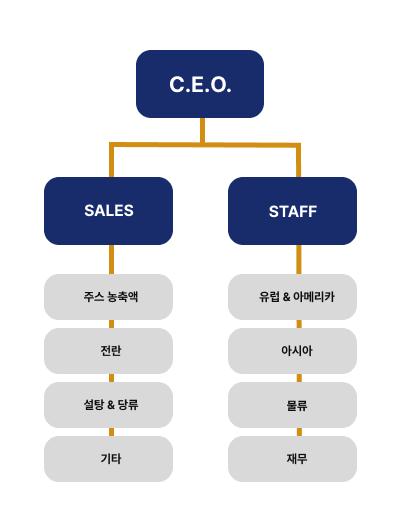 C.E.O.
SALES
STAFF
주스 농축액
전란
설탕 & 당류
기타
유럽 & 아메리카
아시아
물류
재무